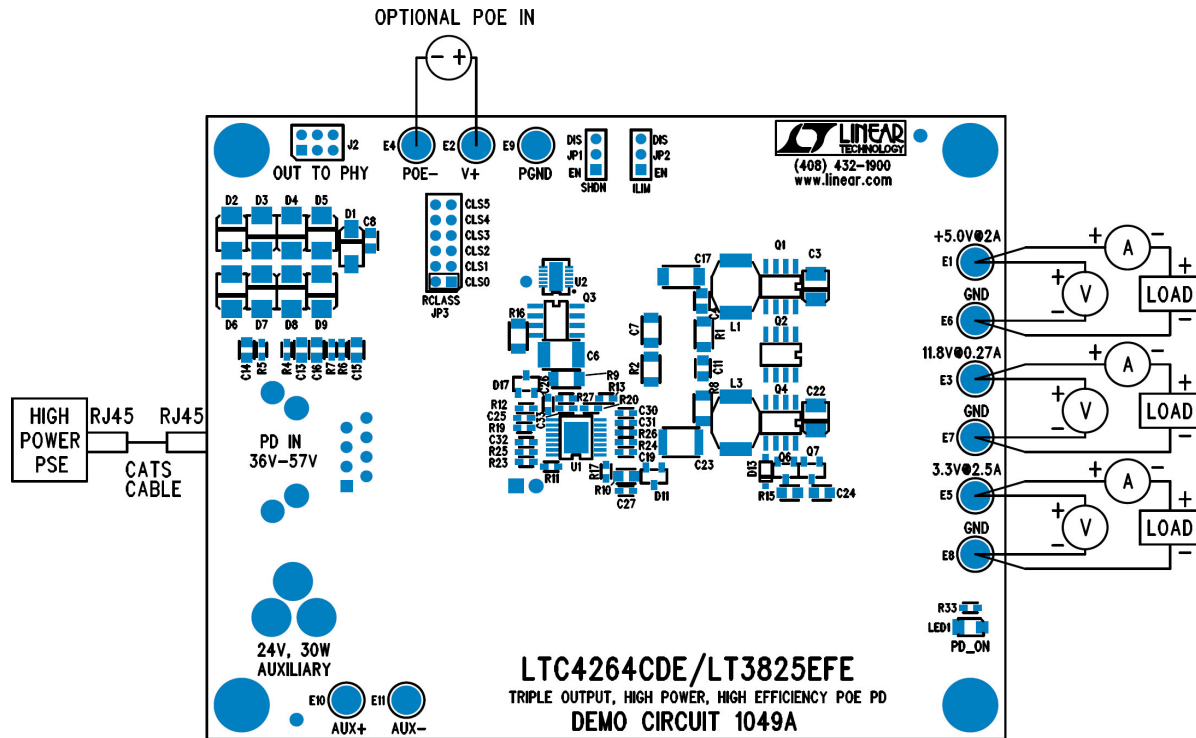 OPTIONAL POE IN
- +
J2
OUT TO PHY
E4
E2
E9
POE-
V+
PGND
DIS
JP1
EN
SHDN
DIS
JP2
EN
ILIM
LINEAR
TECHNOLOGY
(408) 432-1900
www.linear.com
D2
D3
D4
D5
D1
C8
D6
D7
D8
D9
CLS5
CLS4
CLS3
CLS2
CLS1
CLS0
RCLASS
JP3
U2
Q3
R16
C6
R9
C17
C4
L1
Q1
C3
C7
R1
Q2
R2
C11
R8
L3
Q4
C22
C23
C14
R5
R4
C13
C16
R7
R6
C15
D17
C26
R13
R12
R27
R20
C25
C33
C30
R19
C31
C32
R26
R25
R24
R23
C19
U1
R11
R17
R10
C27
D11
D13
Q6
Q7
R15
C24
HIGH
POWER
PSE
RJ45
RJ45
CAT5
CABLE
PD IN
36V-57V
24V, 30W
AUXILIARY
E10
AUX+
E11
AUX-
+5.0V@2A
E1
GND
E6
+ A -
+ V -
+ LOAD -
11.8V@0.27A
E3
GND
E7
+ A -
+ V -
+ LOAD -
3.3V@2.5A
E5
GND
E8
+ A -
+ V -
+ LOAD -
R33
LED1
PD_ON
LTC4264CDE/LT3825EFE
TRIPLE OUTPUT, HIGH POWER, HIGH EFFICIENCY POE PD
DEMO CIRCUIT 1049A